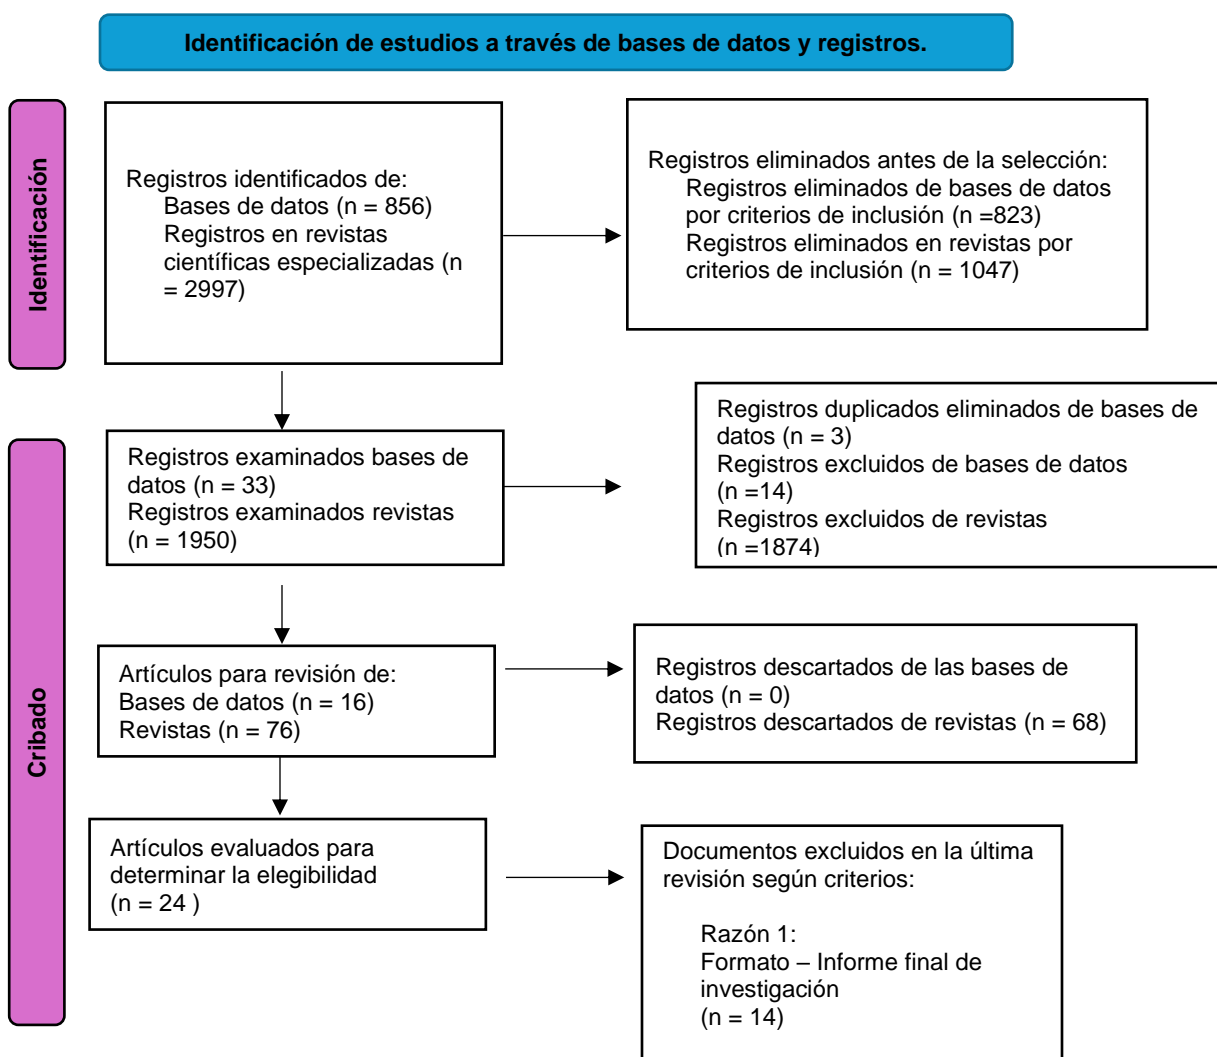 Identificación de estudios a través de bases de datos y registros.
Identificación
Registros identificados de:
Bases de datos (n = 856)
Registros en revistas
científicas especializadas (n
= 2997)
Registros eliminados antes de la selección:
Registros eliminados de bases de datos
por criterios de inclusión (n =823)
Registros eliminados en revistas por
criterios de inclusión (n = 1047)
Cribado
Registros examinados bases de
datos (n = 33)
Registros examinados revistas
(n = 1950)
Registros duplicados eliminados de bases de
datos (n = 3)
Registros excluidos de bases de datos
(n =14)
Registros excluidos de revistas
(n =1874)
Artículos para revisión de:
Bases de datos (n = 16)
Revistas (n = 76)
Registros descartados de las bases de
datos (n = 0)
Registros descartados de revistas (n = 68)
Artículos evaluados para
determinar la elegibilidad
(n = 24 )
Documentos excluidos en la última
revisión según criterios:
Razón 1:
Formato – Informe final de
investigación
(n = 14)